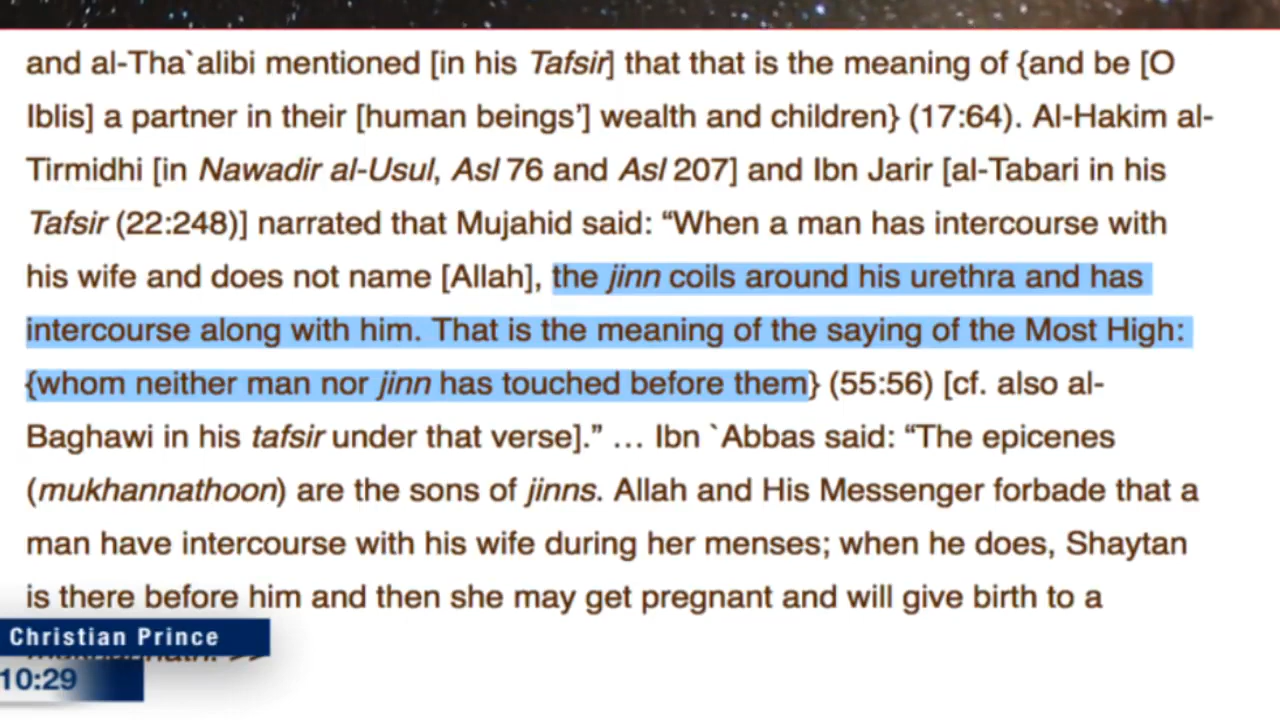 and al-Tha`alibi mentioned [in his Tafsir] that that is the meaning of {and be [O
Iblis] a partner in their [human beings’] wealth and children} (17:64). Al-Hakim al-
Tirmidhi [in Nawadir al-Usul, Asl 76 and Asl 207] and Ibn Jarir [al-Tabari in his
Tafsir (22:248)] narrated that Mujahid said: “When a man has intercourse with
his wife and does not name [Allah], the jinn coils around his urethra and has
intercourse along with him. That is the meaning of the saying of the Most High:
{whom neither man nor jinn has touched before them} (55:56) [cf. also al-
Baghawi in his tafsir under that verse].” … Ibn `Abbas said: “The epicenes
(mukhannathoon) are the sons of jinns. Allah and His Messenger forbade that a
man have intercourse with his wife during her menses; when he does, Shaytan
is there before him and then she may get pregnant and will give birth to a
Christian Prince
10:29